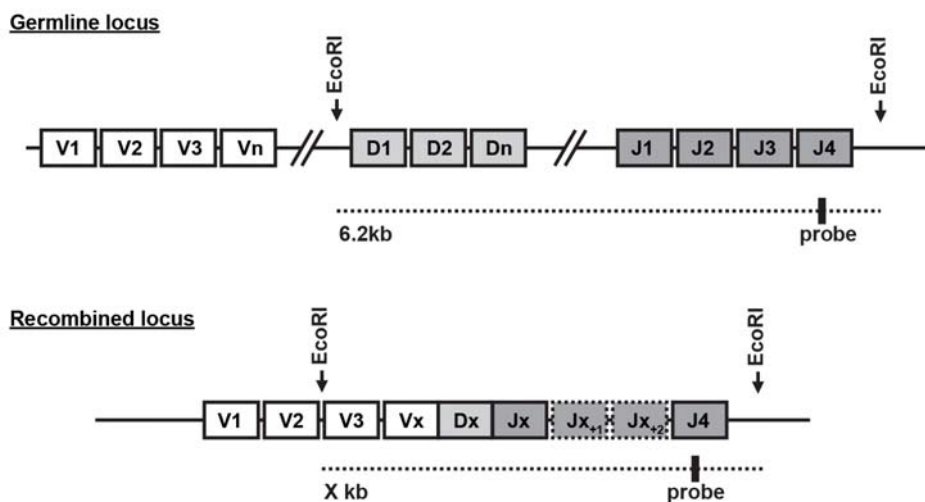 Germline locus
EcoRI
EcoRI
V1 V2 V3 Vn D1 D2 Dn J1 J2 J3 J4
6.2kb probe
Recombined locus
EcoRI
EcoRI
V1 V2 V3 Vx Dx Jx Jx+1 Jx+2 J4
X kb probe